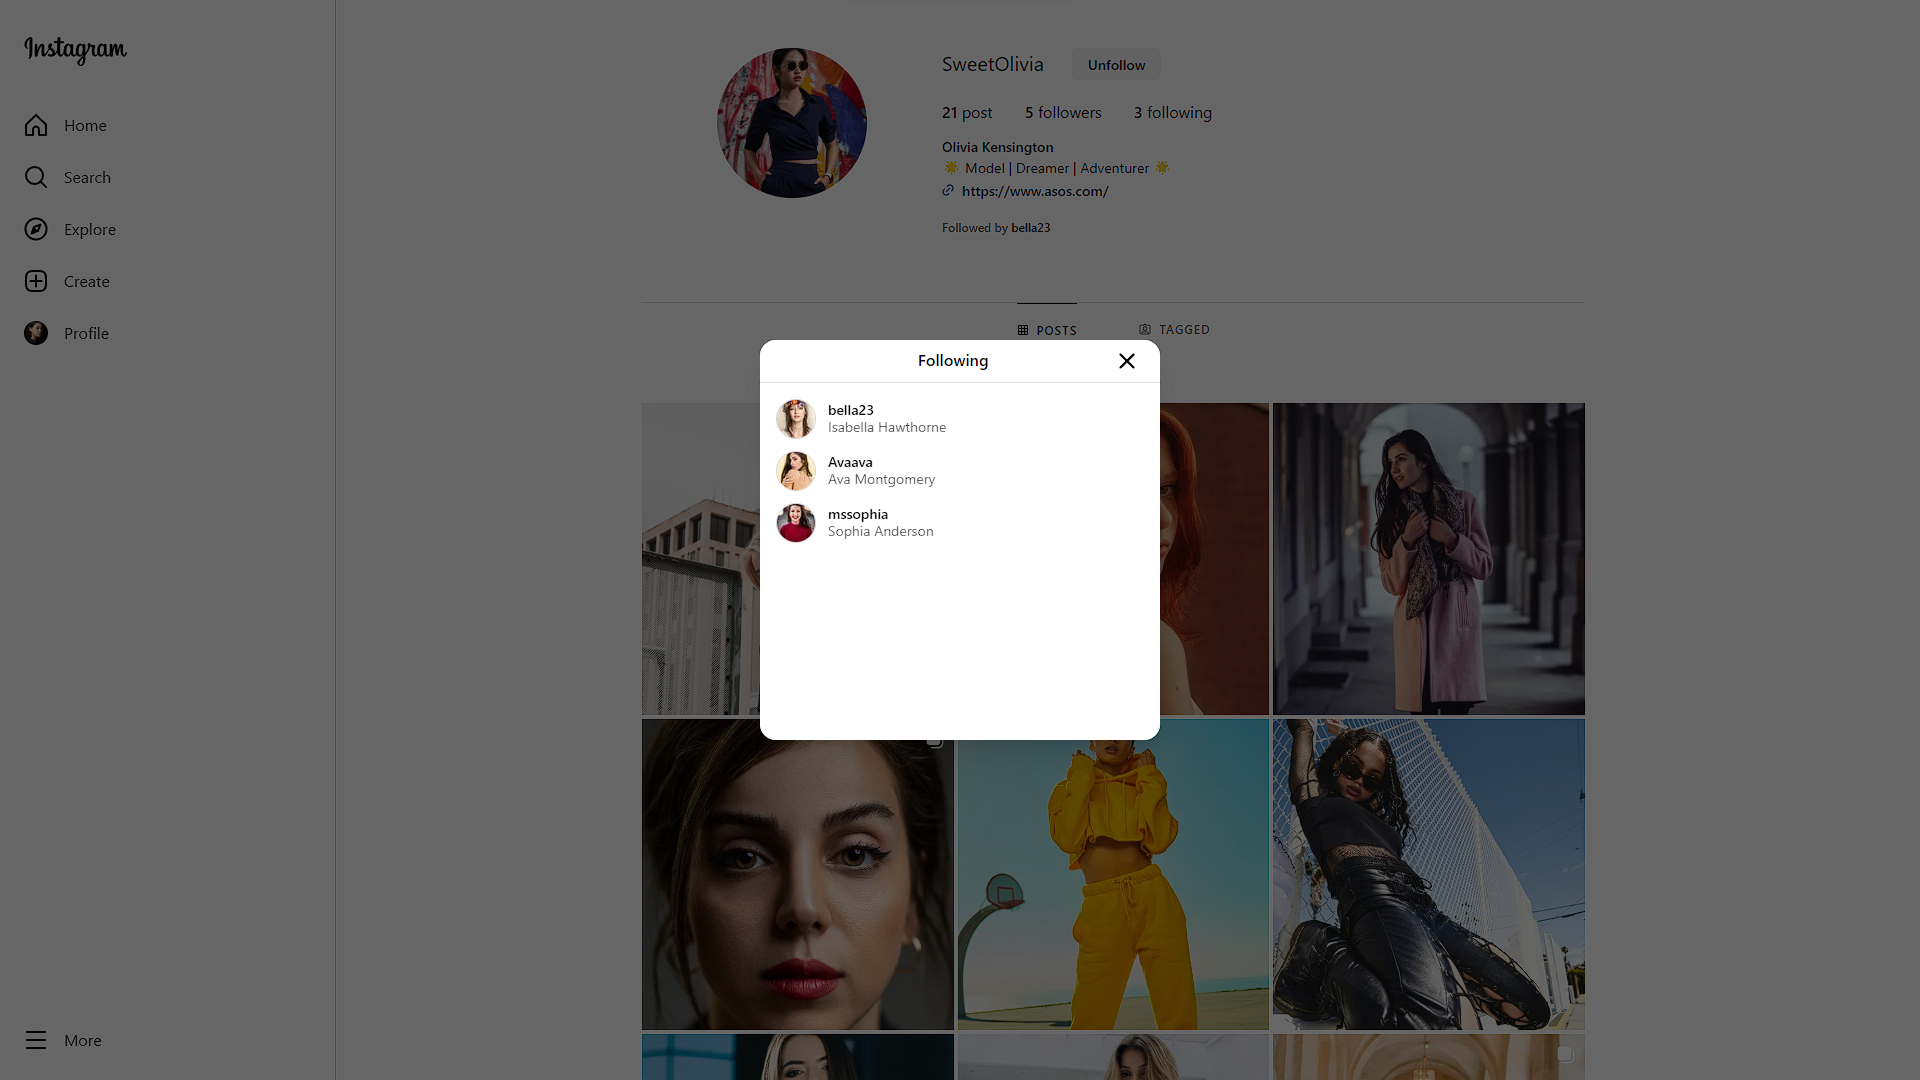 Instagram
Home
Search
Explore
Create
Profile
More
SweetOlivia
Unfollow
21 post 5 followers 3 following
Olivia Kensington
🌟 Model | Dreamer | Adventurer 🌟
https://www.asos.com/
Followed by bella23
POSTS
TAGGED
Following
bella23
Isabella Hawthorne
Avaava
Ava Montgomery
mssophia
Sophia Anderson